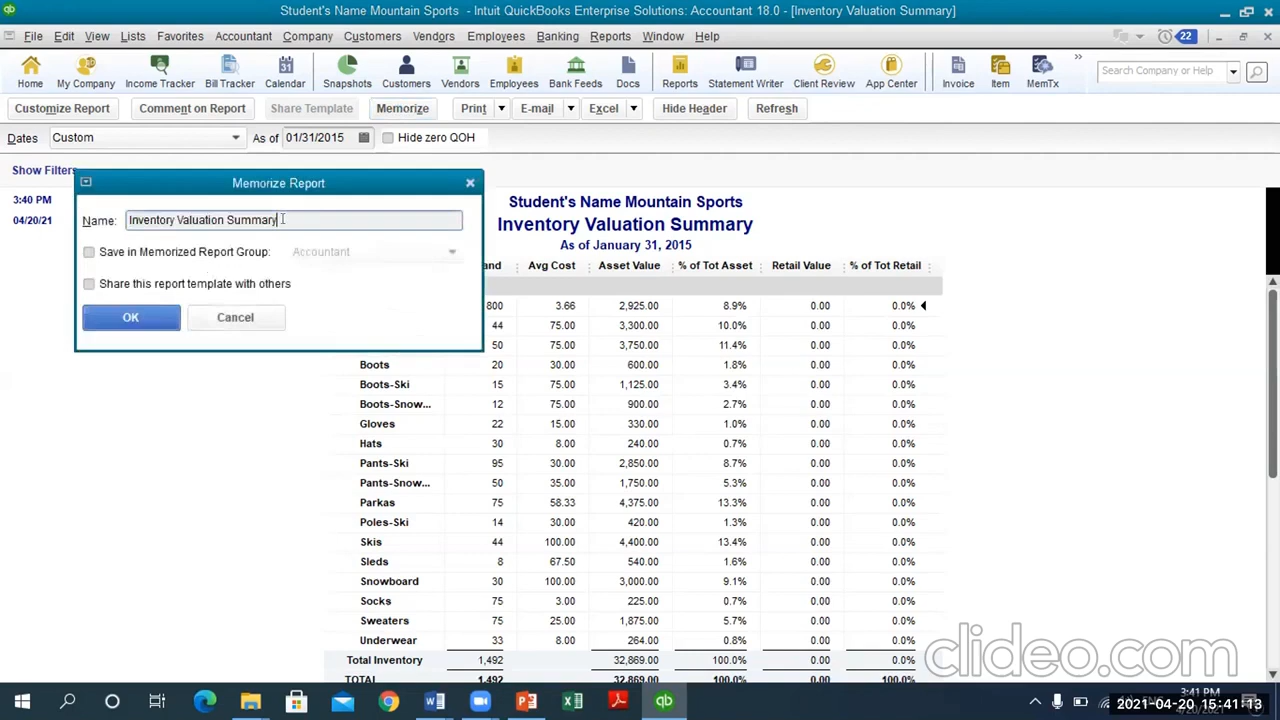 Student's Name Mountain Sports - Intuit QuickBooks Enterprise Solutions: Accountant 18.0 - [Inventory Valuation Summary]
File Edit View Lists Favorites Accountant Company Customers Vendors Employees Banking Reports Window Help 22
Home My Company Income Tracker Bill Tracker Calendar Snapshots Customers Vendors Employees Bank Feeds Docs Reports Statement Writer Client Review App Center Invoice Item MemTx Search Company or Help
Customize Report Comment on Report Share Template Memorize Print E-mail Excel Hide Header Refresh
Dates Custom As of 01/31/2015 Hide zero QOH
Show Filters
3:40 PM
04/20/21
Memorize Report
Name: Inventory Valuation Summary
Save in Memorized Report Group: Accountant
Share this report template with others
OK Cancel
Student's Name Mountain Sports
Inventory Valuation Summary
As of January 31, 2015
and Avg Cost Asset Value % of Tot Asset Retail Value % of Tot Retail
800 3.66 2,925.00 8.9% 0.00 0.0%
44 75.00 3,300.00 10.0% 0.00 0.0%
50 75.00 3,750.00 11.4% 0.00 0.0%
Boots 20 30.00 600.00 1.8% 0.00 0.0%
Boots-Ski 15 75.00 1,125.00 3.4% 0.00 0.0%
Boots-Snow... 12 75.00 900.00 2.7% 0.00 0.0%
Gloves 22 15.00 330.00 1.0% 0.00 0.0%
Hats 30 8.00 240.00 0.7% 0.00 0.0%
Pants-Ski 95 30.00 2,850.00 8.7% 0.00 0.0%
Pants-Snow... 50 35.00 1,750.00 5.3% 0.00 0.0%
Parkas 75 58.33 4,375.00 13.3% 0.00 0.0%
Poles-Ski 14 30.00 420.00 1.3% 0.00 0.0%
Skis 44 100.00 4,400.00 13.4% 0.00 0.0%
Sleds 8 67.50 540.00 1.6% 0.00 0.0%
Snowboard 30 100.00 3,000.00 9.1% 0.00 0.0%
Socks 75 3.00 225.00 0.7% 0.00 0.0%
Sweaters 75 25.00 1,875.00 5.7% 0.00 0.0%
Underwear 33 8.00 264.00 0.8% 0.00 0.0%
Total Inventory 1,492 32,869.00 100.0% 0.00 0.0%
TOTAL 1,492 32,869.00 100.0% 0.00 100.0%
clideo.com
3:41 PM
2021-04-20 15:41:13